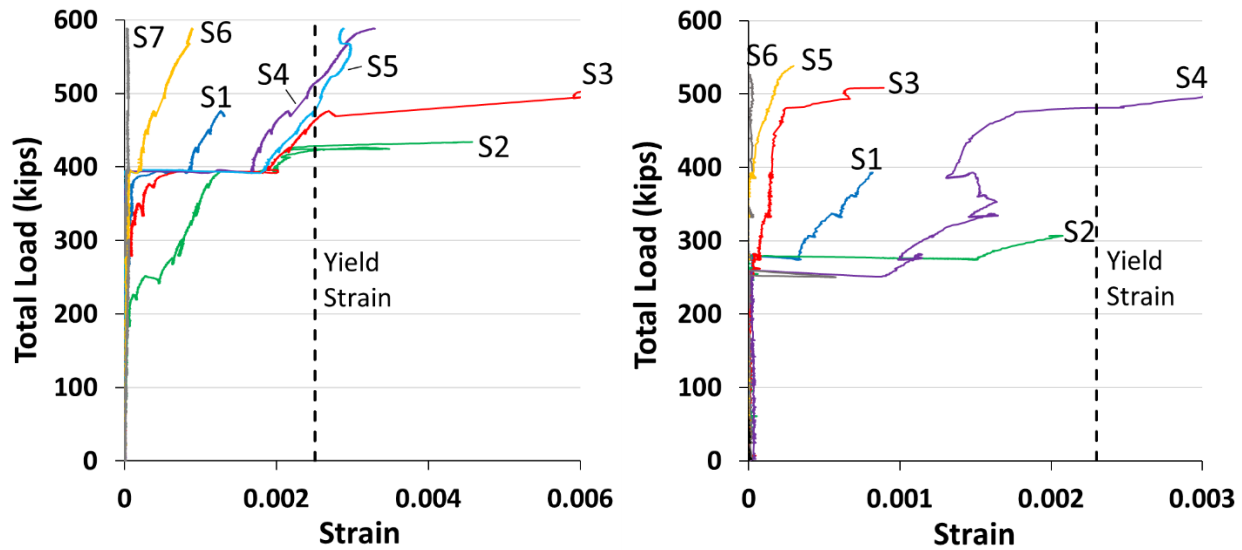 600
500
400
300
200
100
0
Total Load (kips)
0
0.002
0.004
0.006
Strain
S7
S6
S1
S4
S5
S3
S2
Yield
Strain
600
500
400
300
200
100
0
Total Load (kips)
0
0.001
0.002
0.003
Strain
S6
S5
S3
S4
S1
S2
Yield
Strain